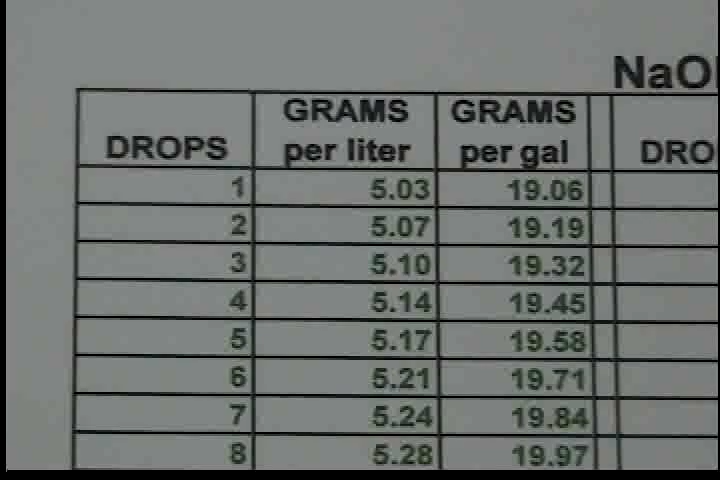 NaO
DROPS GRAMS per liter GRAMS per gal DRO
1 5.03 19.06
2 5.07 19.19
3 5.10 19.32
4 5.14 19.45
5 5.17 19.58
6 5.21 19.71
7 5.24 19.84
8 5.28 19.97